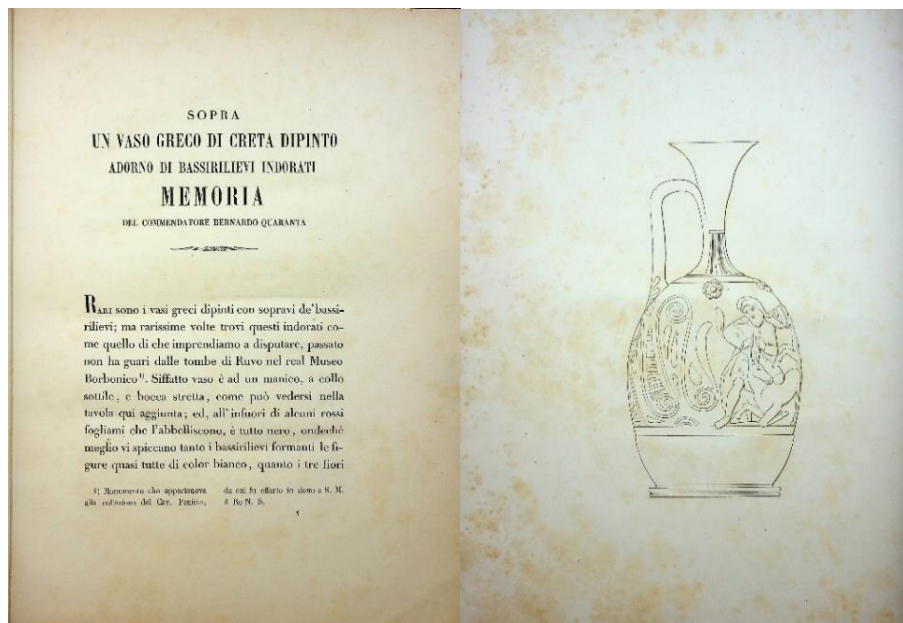 SOPRA
UN VASO GRECO DI CRETA DIPINTO
ADORNO DI BASSIRILIEVI INDORATI
MEMORIA
DEL COMMENDATORE BERNARDO QUARANTA
RARI sono i vasi greci dipinti con sopravi de' bassi-
rilievi; ma rarissime volte trovi questi indorati co-
me quello di che imprendiamo a disputare, passato
non ha guari dalle tombe di Ruvo nel real Museo
Borbonico 1). Siffatto vaso è ad un manico, a collo
sottile, e bocca stretta, come può vedersi nella
tavola qui aggiunta; ed, all' infuori di alcuni rossi
fogliami che l'abbelliscono, è tutto nero, ondechè
meglio vi spiccano tanto i bassirilievi formanti le fi-
gure quasi tutte di color bianco, quanto i tre fiori
1) Monumento che apparteneva
alla collezione del Cav.
da cui fu offerto in dono a S. M.
il Re N. S.
1